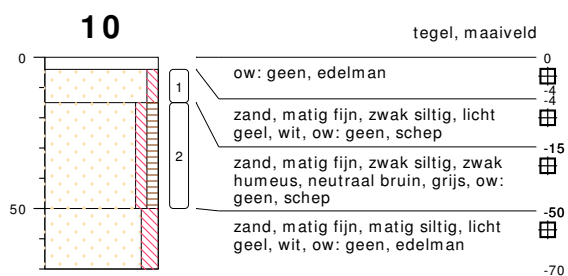 10
tegel, maaiveld
0
0
ow: geen, edelman
-4
-4
1
zand, matig fijn, zwak siltig, licht
geel, wit, ow: geen, schep
-15
2
zand, matig fijn, zwak siltig, zwak
humeus, neutraal bruin, grijs, ow:
geen, schep
50
-50
zand, matig fijn, matig siltig, licht
geel, wit, ow: geen, edelman
-70